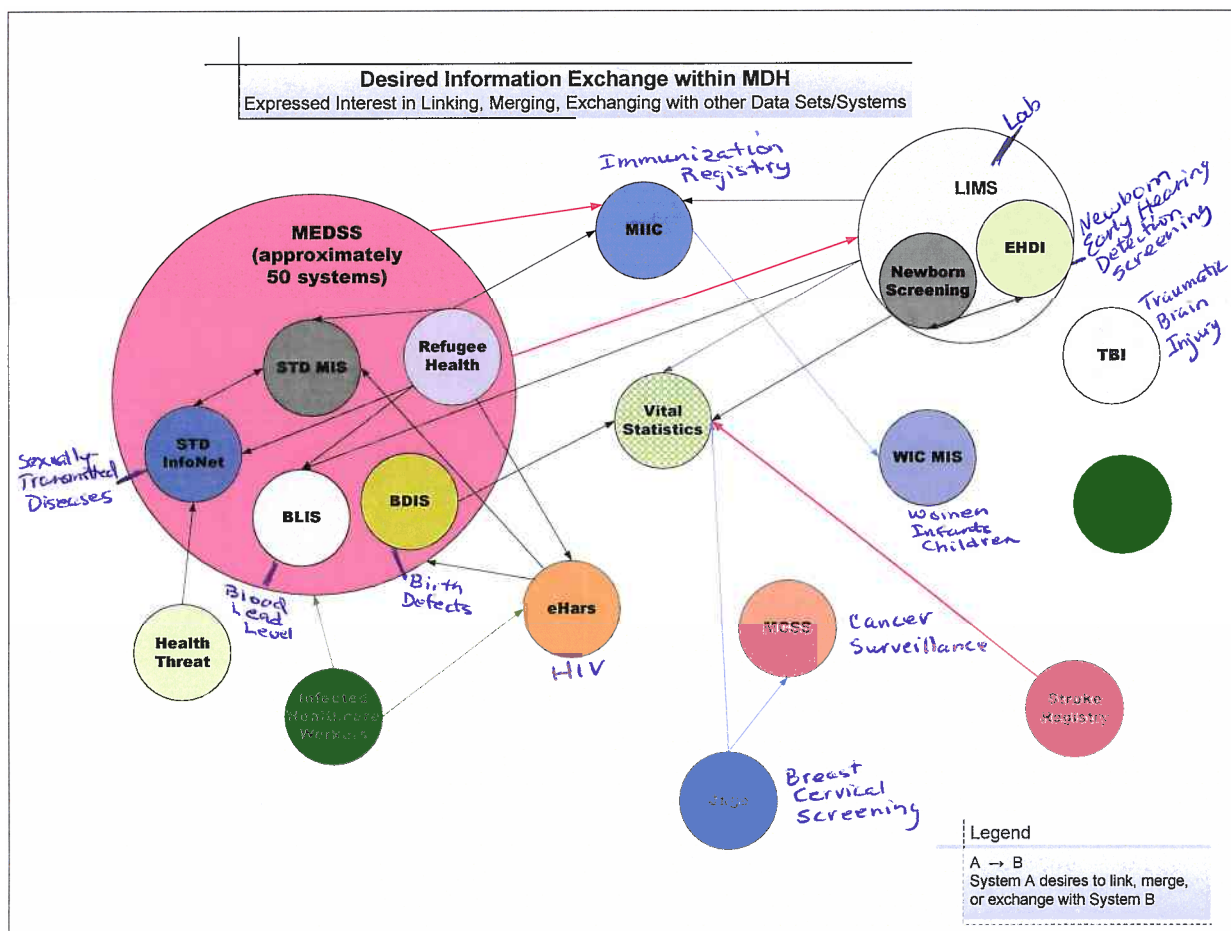 Desired Information Exchange within MDH
Expressed Interest in Linking, Merging, Exchanging with other Data Sets/Systems
Lab
Immunization
Registry
LIMS
MIIC
EHDI
Newborn
Early Hearing
Detection
Screening
MEDSS
(approximately
50 systems)
Newborn
Screening
Traumatic
Brain
Injury
TBI
STD MIS
Refugee
Health
Vital
Statistics
STD
InfoNet
WIC MIS
Sexually-
Transmitted
Diseases
BLIS
BDIS
Women
Infants
Children
Blood
Lead
Level
Birth
Defects
eHars
HIV
MCSS
Cancer
Surveillance
Health
Threat
Infected
Healthcare
Workers
Stroke
Registry
Breast
Cervical
Screening
Legend
A → B
System A desires to link, merge,
or exchange with System B